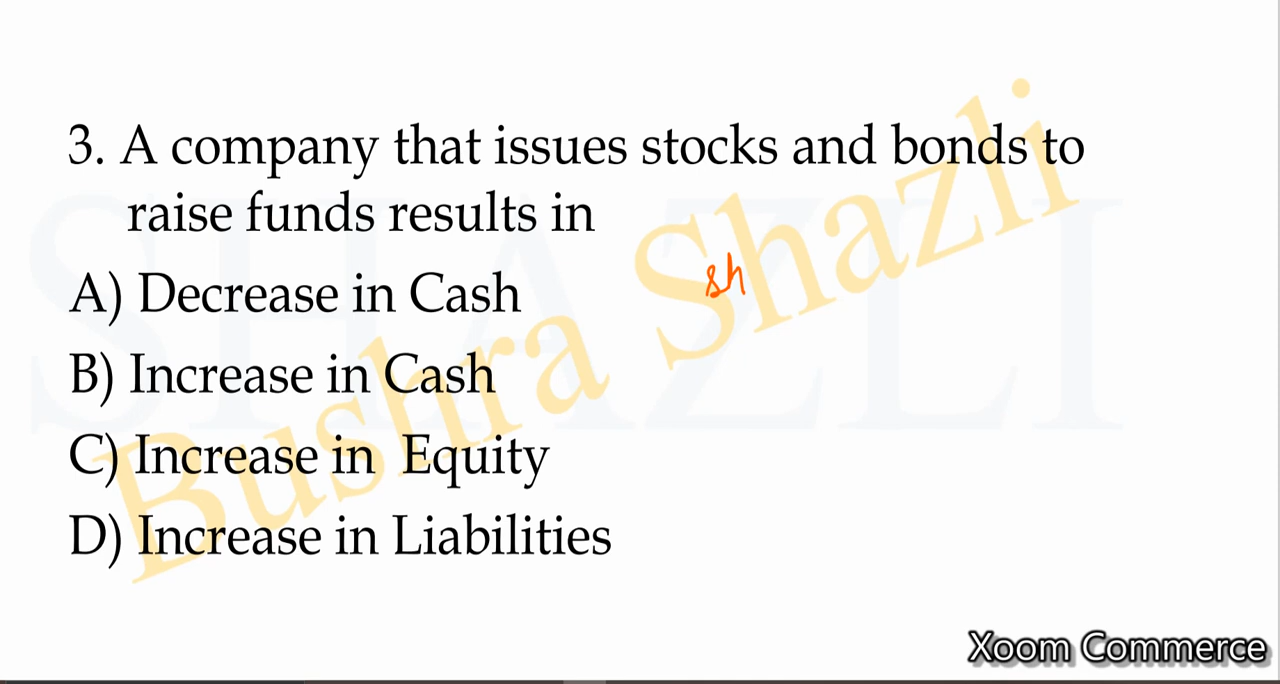 3. A company that issues stocks and bonds to
raise funds results in
sh
A) Decrease in Cash
B) Increase in Cash
C) Increase in Equity
D) Increase in Liabilities
Bushra Shazli
SHAZLI
Xoom Commerce